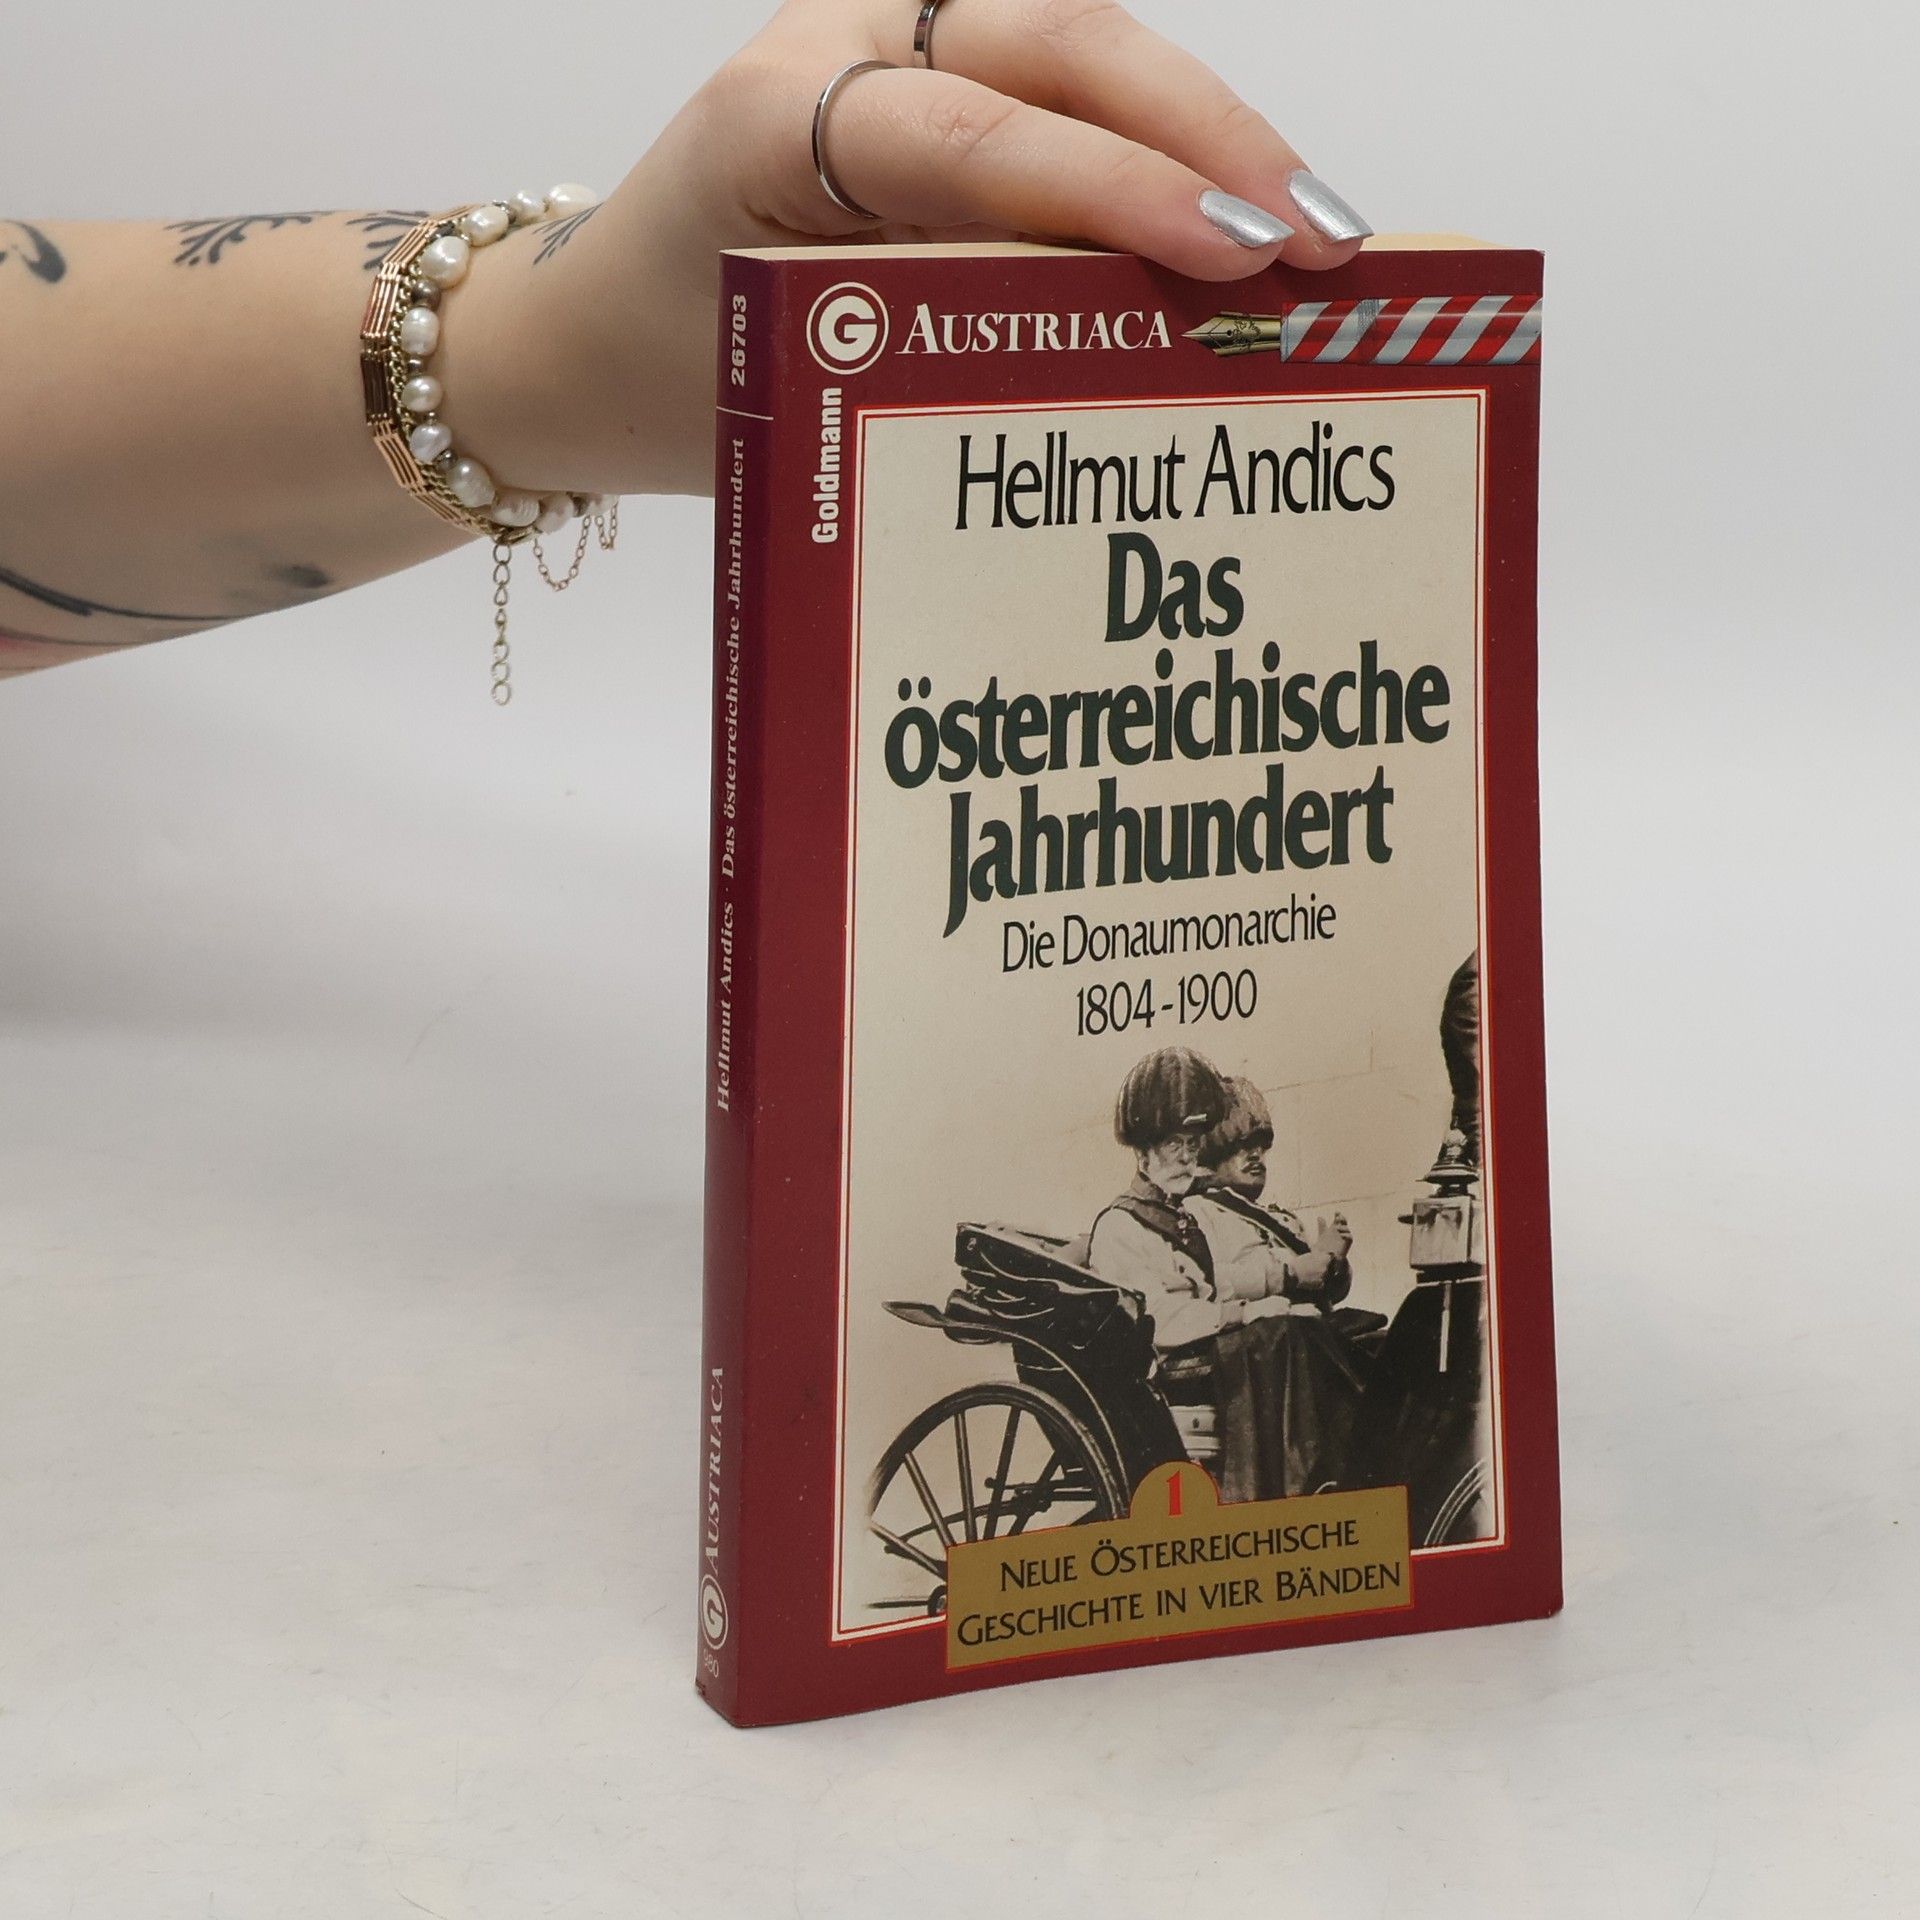 G AUSTRIACA
Goldmann
Hellmut Andics
Das
österreichische
Jahrhundert
Die Donaumonarchie
1804-1900
1
NEUE ÖSTERREICHISCHE
GESCHICHTE IN VIER BÄNDEN
26703
Hellmut Andics · Das österreichische Jahrhundert
G AUSTRIACA
980